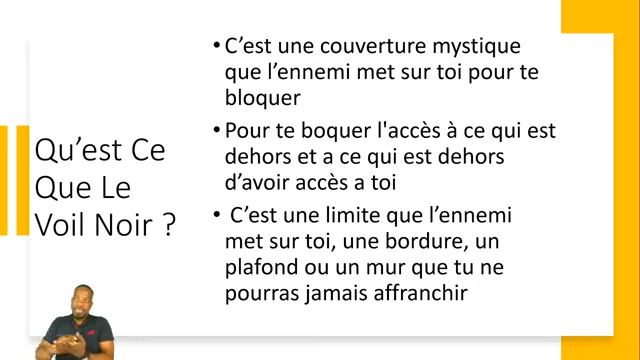 Qu’est Ce
Que Le
Voil Noir ?
• C’est une couverture mystique
que l’ennemi met sur toi pour te
bloquer
• Pour te boquer l'accès à ce qui est
dehors et a ce qui est dehors
d’avoir accès a toi
• C’est une limite que l’ennemi
met sur toi, une bordure, un
plafond ou un mur que tu ne
pourras jamais affranchir